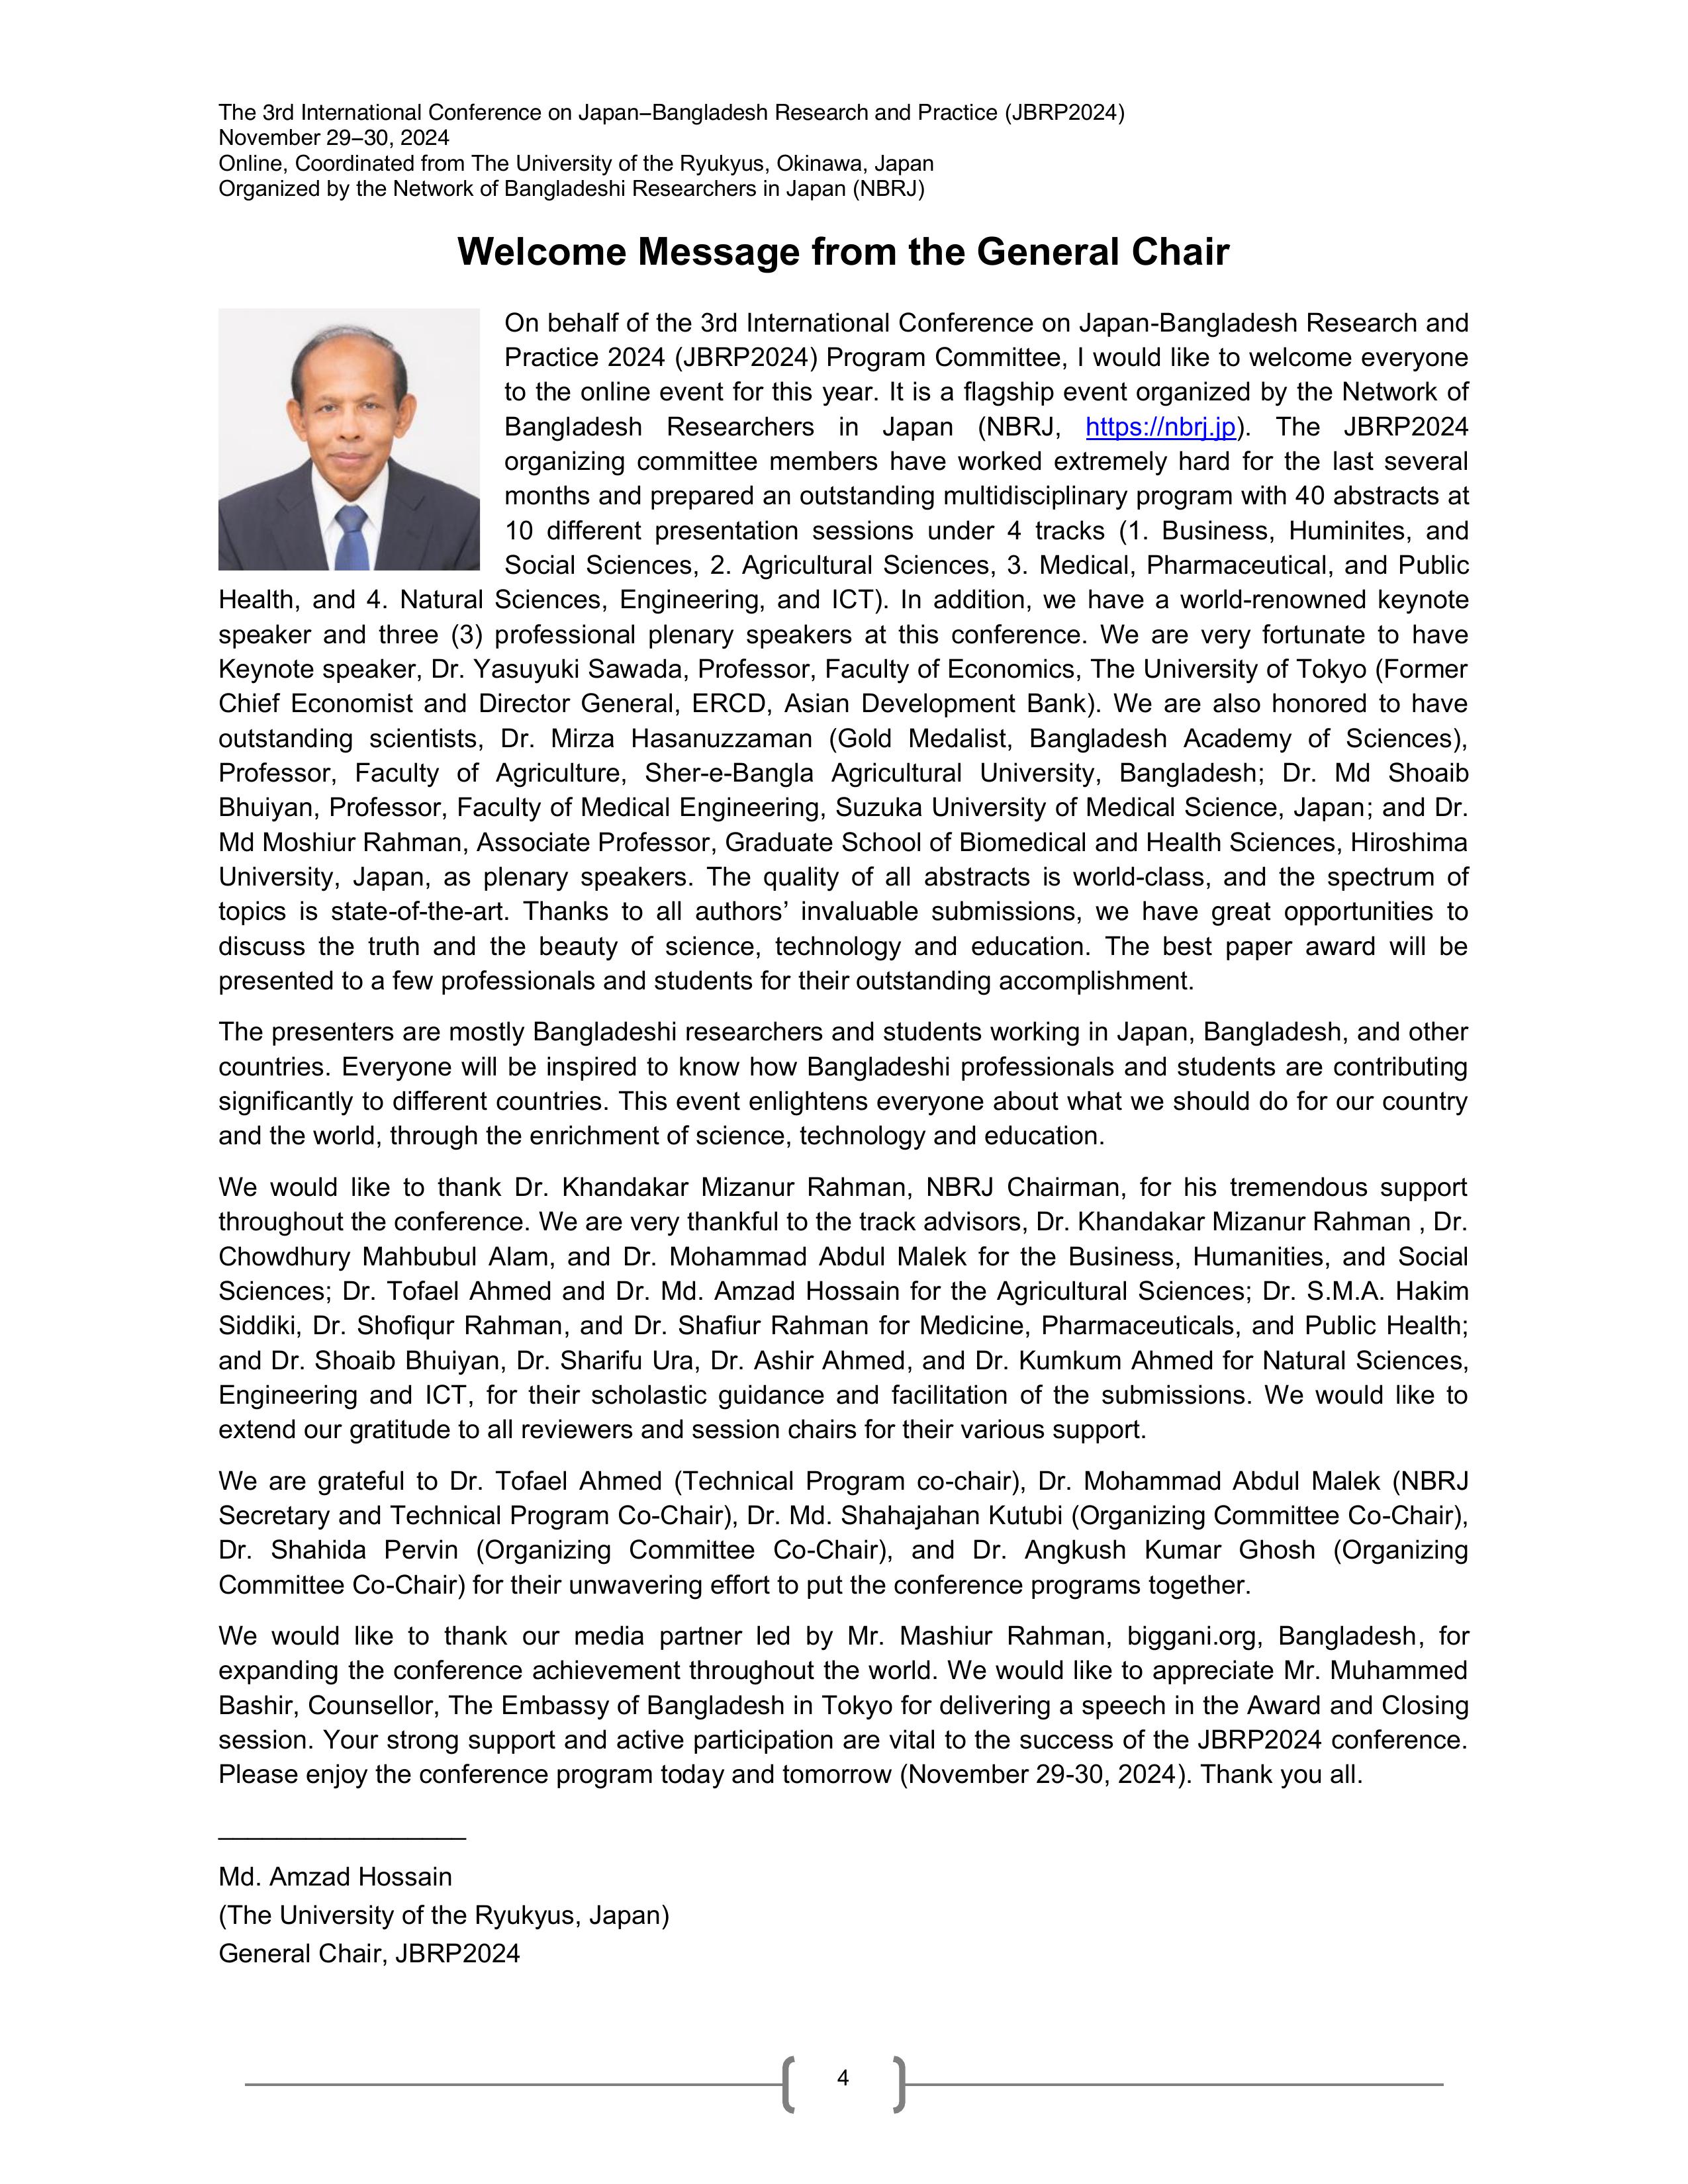 The 3rd International Conference on Japan–Bangladesh Research and Practice (JBRP2024)
November 29–30, 2024
Online, Coordinated from The University of the Ryukyus, Okinawa, Japan
Organized by the Network of Bangladeshi Researchers in Japan (NBRJ)
Welcome Message from the General Chair
On behalf of the 3rd International Conference on Japan-Bangladesh Research and
Practice 2024 (JBRP2024) Program Committee, I would like to welcome everyone
to the online event for this year. It is a flagship event organized by the Network of
Bangladesh Researchers in Japan (NBRJ, https://nbrj.jp). The JBRP2024
organizing committee members have worked extremely hard for the last several
months and prepared an outstanding multidisciplinary program with 40 abstracts at
10 different presentation sessions under 4 tracks (1. Business, Huminites, and
Social Sciences, 2. Agricultural Sciences, 3. Medical, Pharmaceutical, and Public
Health, and 4. Natural Sciences, Engineering, and ICT). In addition, we have a world-renowned keynote
speaker and three (3) professional plenary speakers at this conference. We are very fortunate to have
Keynote speaker, Dr. Yasuyuki Sawada, Professor, Faculty of Economics, The University of Tokyo (Former
Chief Economist and Director General, ERCD, Asian Development Bank). We are also honored to have
outstanding scientists, Dr. Mirza Hasanuzzaman (Gold Medalist, Bangladesh Academy of Sciences),
Professor, Faculty of Agriculture, Sher-e-Bangla Agricultural University, Bangladesh; Dr. Md Shoaib
Bhuiyan, Professor, Faculty of Medical Engineering, Suzuka University of Medical Science, Japan; and Dr.
Md Moshiur Rahman, Associate Professor, Graduate School of Biomedical and Health Sciences, Hiroshima
University, Japan, as plenary speakers. The quality of all abstracts is world-class, and the spectrum of
topics is state-of-the-art. Thanks to all authors’ invaluable submissions, we have great opportunities to
discuss the truth and the beauty of science, technology and education. The best paper award will be
presented to a few professionals and students for their outstanding accomplishment.
The presenters are mostly Bangladeshi researchers and students working in Japan, Bangladesh, and other
countries. Everyone will be inspired to know how Bangladeshi professionals and students are contributing
significantly to different countries. This event enlightens everyone about what we should do for our country
and the world, through the enrichment of science, technology and education.
We would like to thank Dr. Khandakar Mizanur Rahman, NBRJ Chairman, for his tremendous support
throughout the conference. We are very thankful to the track advisors, Dr. Khandakar Mizanur Rahman , Dr.
Chowdhury Mahbubul Alam, and Dr. Mohammad Abdul Malek for the Business, Humanities, and Social
Sciences; Dr. Tofael Ahmed and Dr. Md. Amzad Hossain for the Agricultural Sciences; Dr. S.M.A. Hakim
Siddiki, Dr. Shofiqur Rahman, and Dr. Shafiur Rahman for Medicine, Pharmaceuticals, and Public Health;
and Dr. Shoaib Bhuiyan, Dr. Sharifu Ura, Dr. Ashir Ahmed, and Dr. Kumkum Ahmed for Natural Sciences,
Engineering and ICT, for their scholastic guidance and facilitation of the submissions. We would like to
extend our gratitude to all reviewers and session chairs for their various support.
We are grateful to Dr. Tofael Ahmed (Technical Program co-chair), Dr. Mohammad Abdul Malek (NBRJ
Secretary and Technical Program Co-Chair), Dr. Md. Shahajahan Kutubi (Organizing Committee Co-Chair),
Dr. Shahida Pervin (Organizing Committee Co-Chair), and Dr. Angkush Kumar Ghosh (Organizing
Committee Co-Chair) for their unwavering effort to put the conference programs together.
We would like to thank our media partner led by Mr. Mashiur Rahman, biggani.org, Bangladesh, for
expanding the conference achievement throughout the world. We would like to appreciate Mr. Muhammed
Bashir, Counsellor, The Embassy of Bangladesh in Tokyo for delivering a speech in the Award and Closing
session. Your strong support and active participation are vital to the success of the JBRP2024 conference.
Please enjoy the conference program today and tomorrow (November 29-30, 2024). Thank you all.
Md. Amzad Hossain
(The University of the Ryukyus, Japan)
General Chair, JBRP2024
4